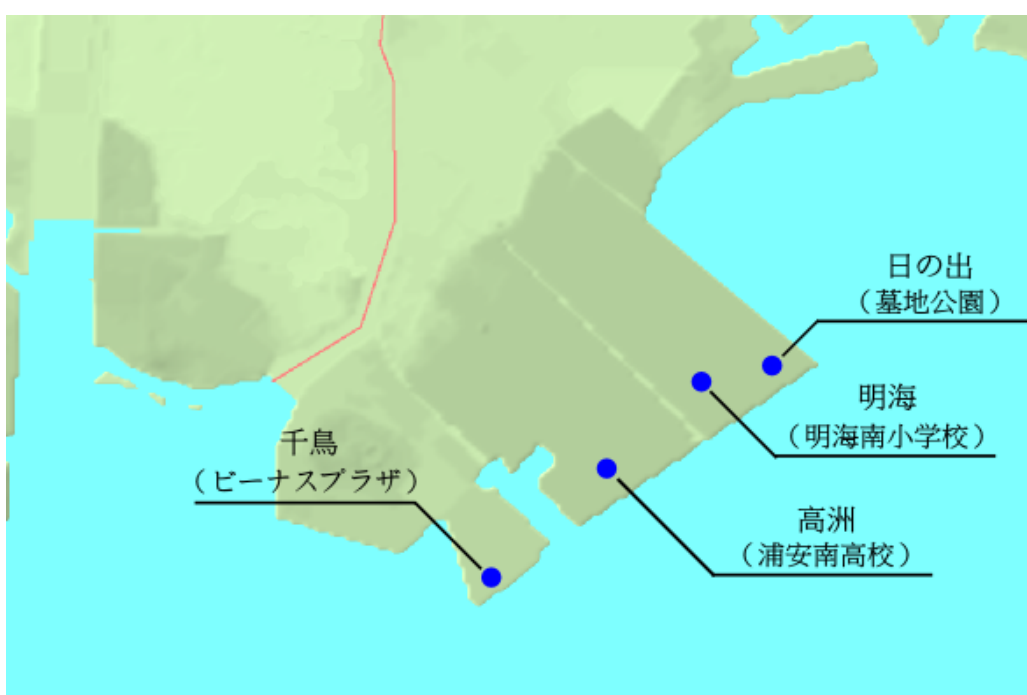 日の出
（墓地公園）
明海
（明海南小学校）
千鳥
（ビーナスプラザ）
高洲
（浦安南高校）